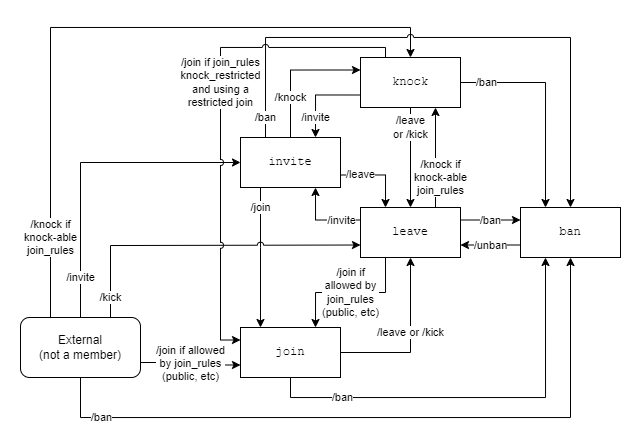 /join if join_rules
knock_restricted
and using a
restricted join
knock
/ban
/knock
/ban
/invite
/leave
or /kick
invite
/leave
/knock if
knock-able
join_rules
/join
/invite
/ban
leave
ban
/unban
/knock if
knock-able
join_rules
/invite
/kick
/join if
allowed by
join_rules
(public, etc)
/leave or /kick
External
(not a member)
/join if allowed
by join_rules
(public, etc)
join
/ban
/ban